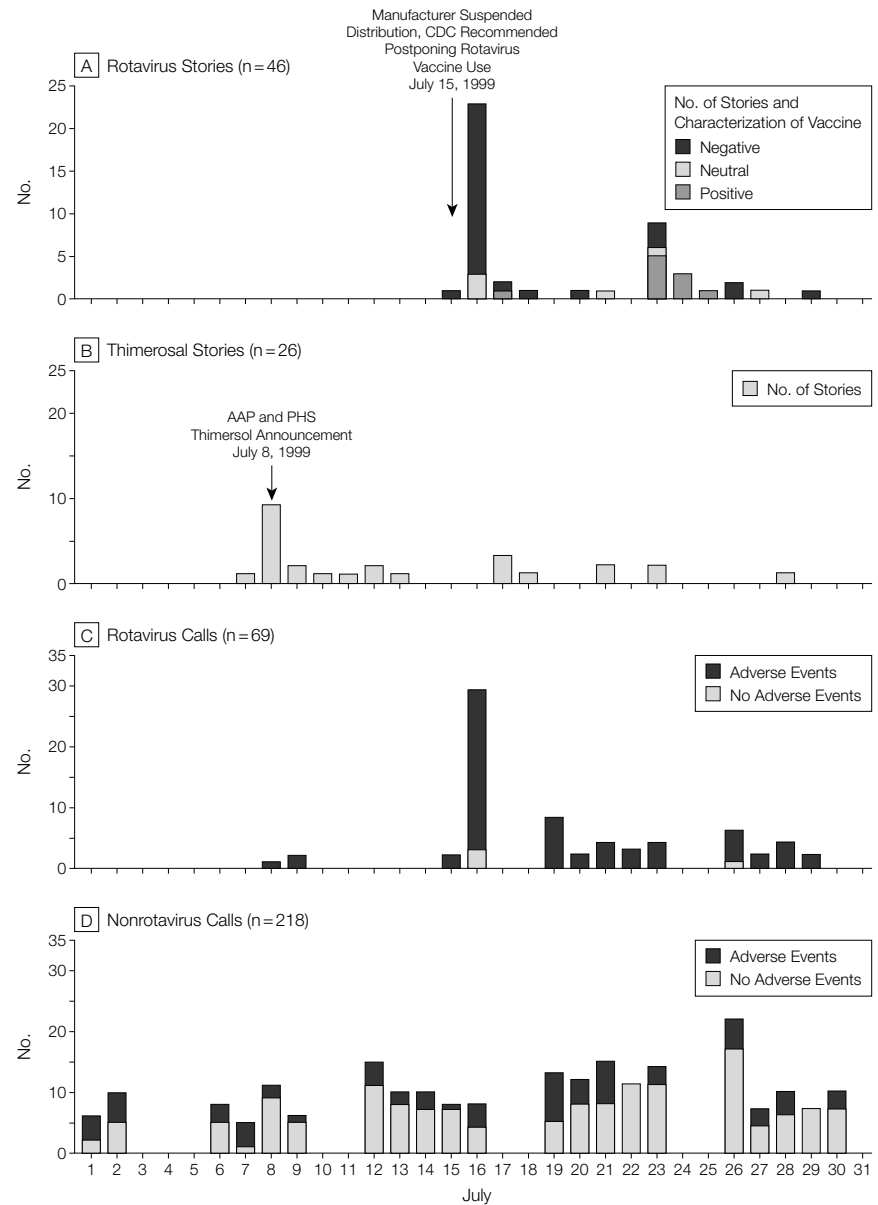 Manufacturer Suspended
Distribution, CDC Recommended
Postponing Rotavirus
Vaccine Use
July 15, 1999
A Rotavirus Stories (n=46)
No. of Stories and
Characterization of Vaccine
Negative
Neutral
Positive
25
20
15
10
5
0
No.
B Thimerosal Stories (n=26)
No. of Stories
AAP and PHS
Thimersol Announcement
July 8, 1999
25
20
10
0
No.
C Rotavirus Calls (n=69)
Adverse Events
No Adverse Events
35
30
20
10
0
No.
D Nonrotavirus Calls (n=218)
Adverse Events
No Adverse Events
35
30
20
10
0
No.
1 2 3 4 5 6 7 8 9 10 11 12 13 14 15 16 17 18 19 20 21 22 23 24 25 26 27 28 29 30 31
July